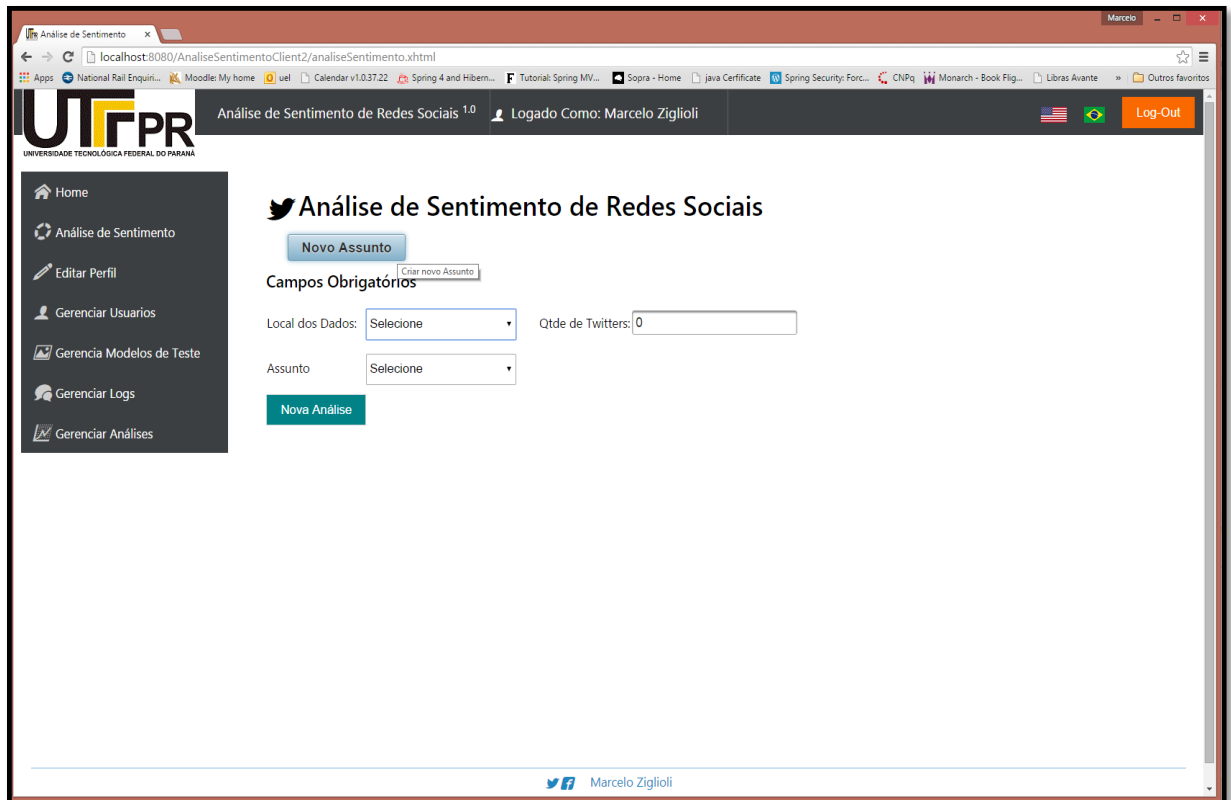 Marcelo
UTFPR Análise de Sentimento
localhost:8080/AnaliseSentimentoClient2/analiseSentimento.xhtml
Apps National Rail Enquiri... Moodle: My home uel Calendar v1.0.37.22 Spring 4 and Hibern... Tutorial: Spring MV... Sopra - Home java Cerfificate Spring Security: Forc... CNPq Monarch - Book Flig... Libras Avante » Outros favoritos
UTFPR
UNIVERSIDADE TECNOLÓGICA FEDERAL DO PARANÁ
Análise de Sentimento de Redes Sociais 1.0 Logado Como: Marcelo Ziglioli Log-Out
Home
Análise de Sentimento
Editar Perfil
Gerenciar Usuarios
Gerencia Modelos de Teste
Gerenciar Logs
Gerenciar Análises
Análise de Sentimento de Redes Sociais
Novo Assunto
Criar novo Assunto
Campos Obrigatórios
Local dos Dados: Selecione Qtde de Twitters: 0
Assunto Selecione
Nova Análise
Marcelo Ziglioli